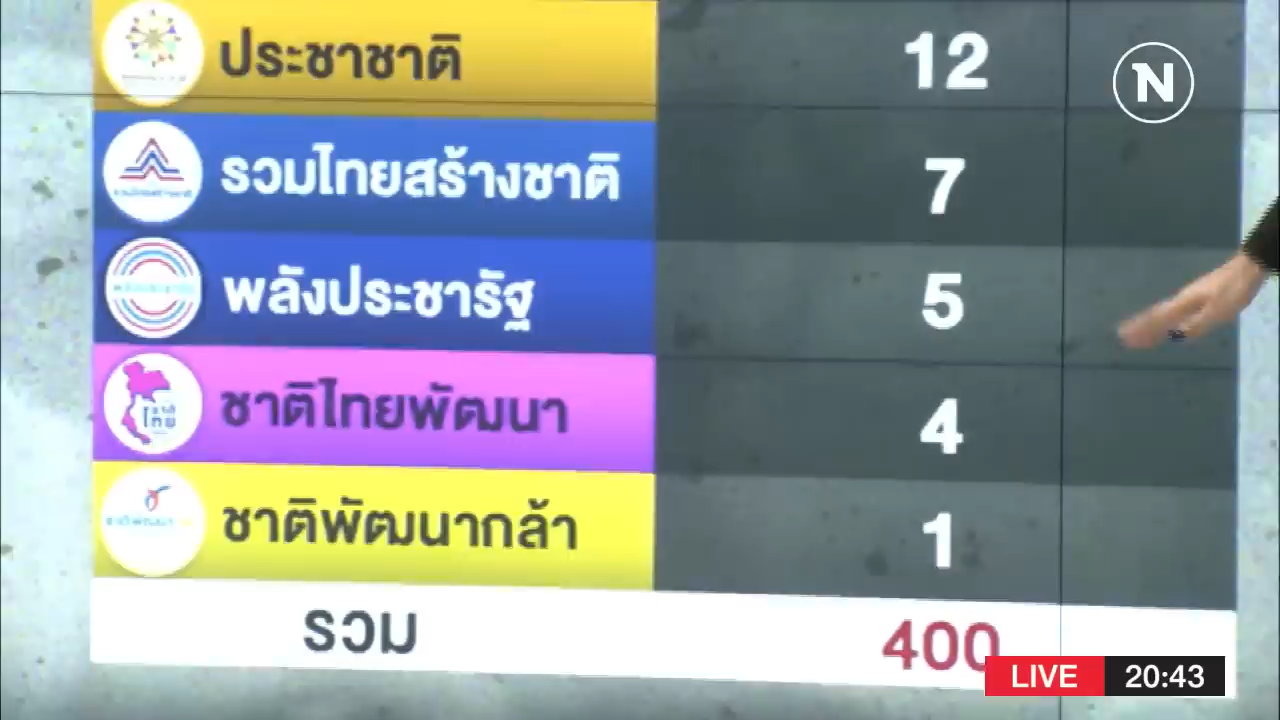 ประชาชาติ 12
N
รวมไทยสร้างชาติ 7
พลังประชารัฐ 5
ชาติไทยพัฒนา 4
ชาติพัฒนากล้า 1
รวม 400
LIVE 20:43